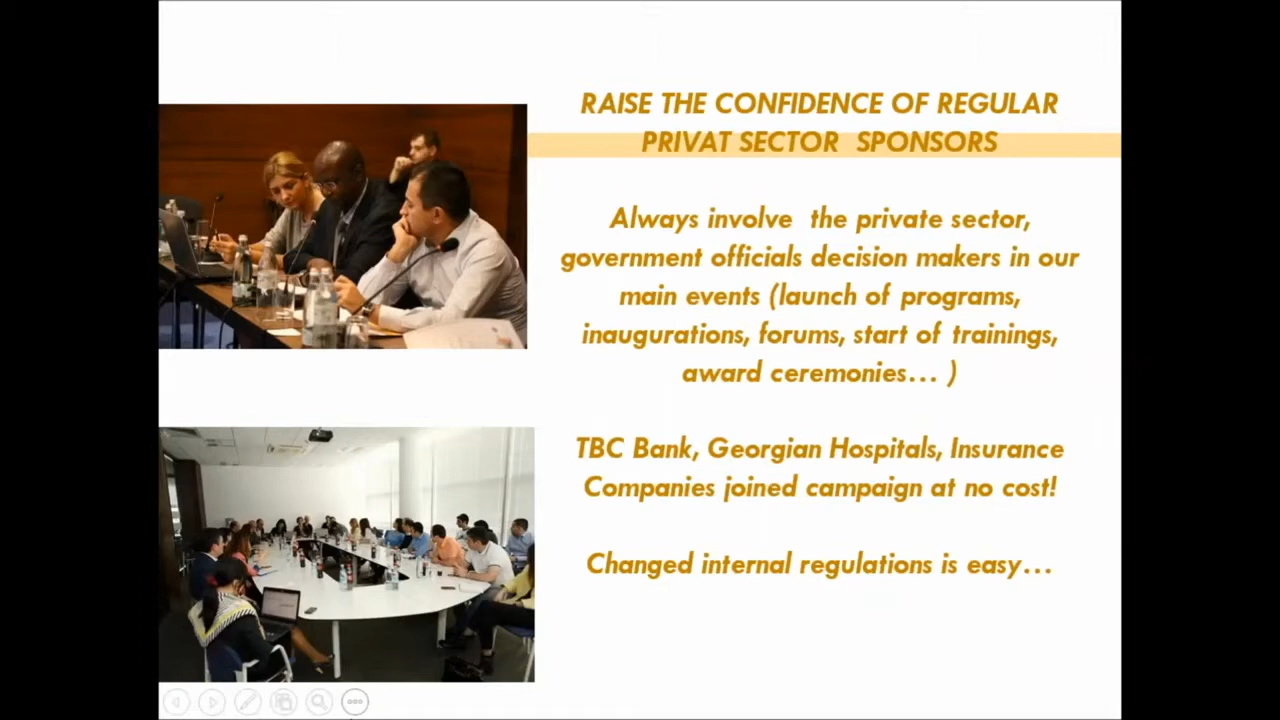 RAISE THE CONFIDENCE OF REGULAR
PRIVAT SECTOR  SPONSORS
Always involve  the private sector,
government officials decision makers in our
main events (launch of programs,
inaugurations, forums, start of trainings,
award ceremonies… )
TBC Bank, Georgian Hospitals, Insurance
Companies joined campaign at no cost!
Changed internal regulations is easy…